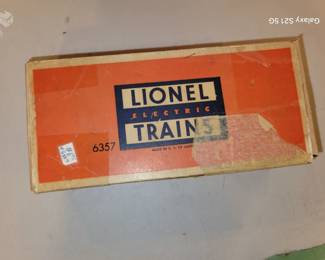 LIONEL
ELECTRIC
TRAINS
6357
Galaxy S21 5G